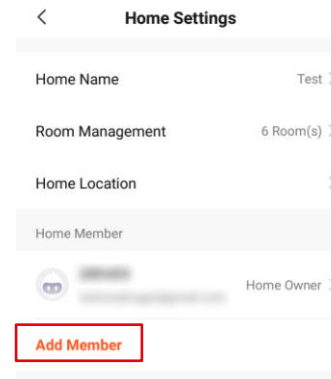 Home Settings
Home Name Test
Room Management 6 Room(s)
Home Location
Home Member
Home Owner
Add Member